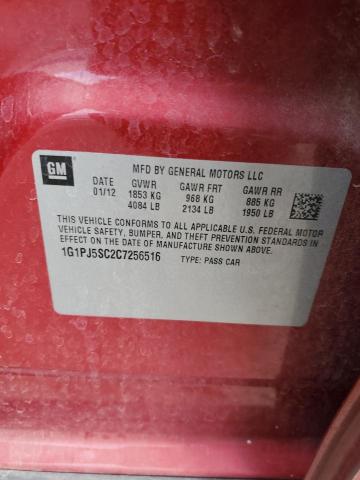 GM
MFD BY GENERAL MOTORS LLC
DATE GVWR GAWR FRT GAWR RR
01/12 1853 KG 968 KG 885 KG
4084 LB 2134 LB 1950 LB
THIS VEHICLE CONFORMS TO ALL APPLICABLE U.S. FEDERAL MOTOR
VEHICLE SAFETY, BUMPER, AND THEFT PREVENTION STANDARDS IN
EFFECT ON THE DATE OF MANUFACTURE SHOWN ABOVE.
1G1PJ5SC2C7256516 TYPE: PASS CAR